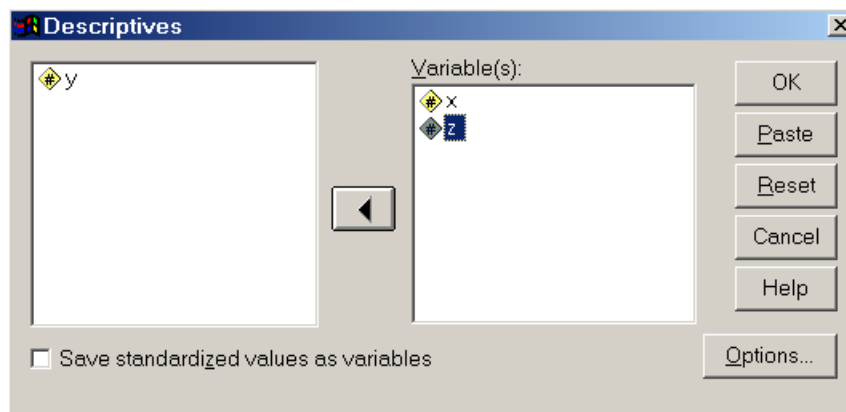 Descriptives
y
Variable(s):
# x
# z
OK
Paste
Reset
Cancel
Help
Save standardized values as variables
Options...